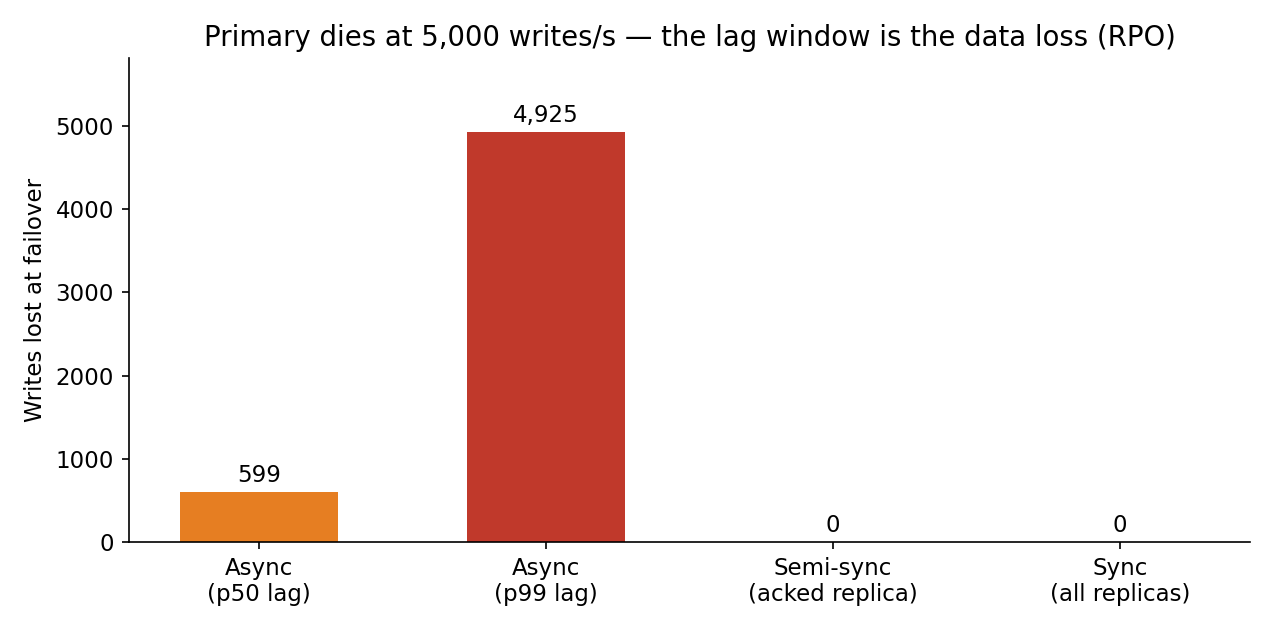 Primary dies at 5,000 writes/s — the lag window is the data loss (RPO)
Writes lost at failover
5000
4000
3000
2000
1000
0
599
4,925
0
0
Async
(p50 lag)
Async
(p99 lag)
Semi-sync
(acked replica)
Sync
(all replicas)